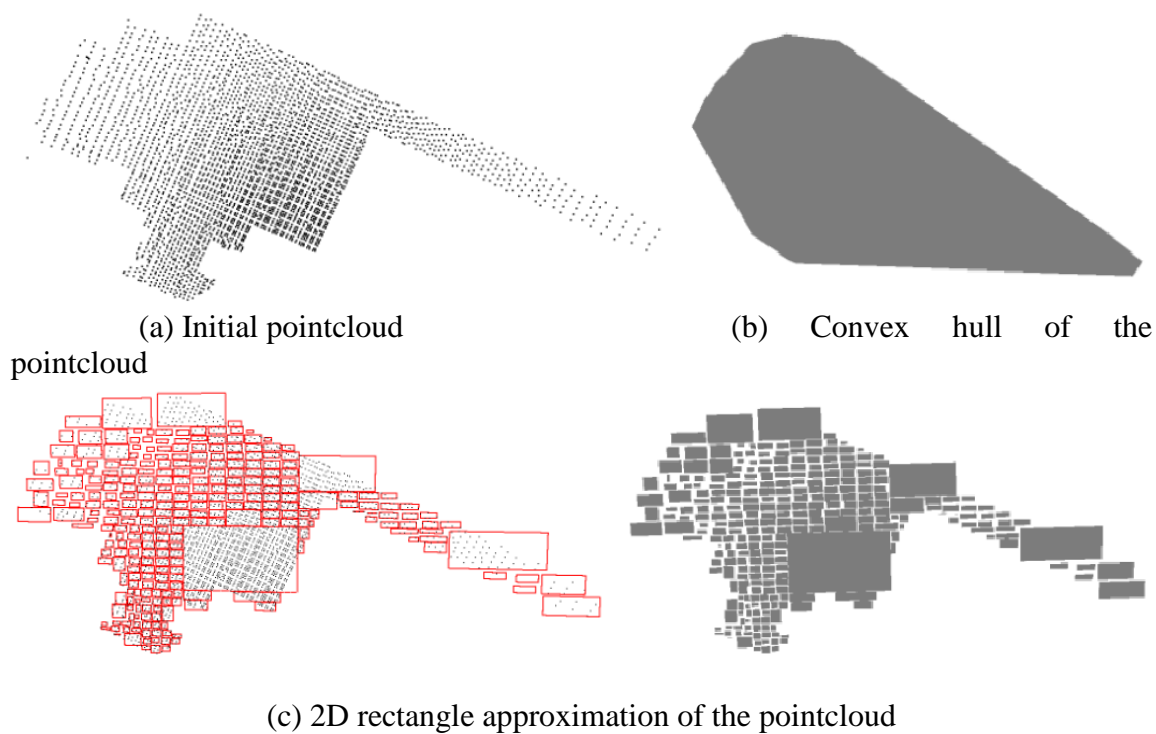 (a) Initial pointcloud
(b) Convex hull of the
pointcloud
(c) 2D rectangle approximation of the pointcloud